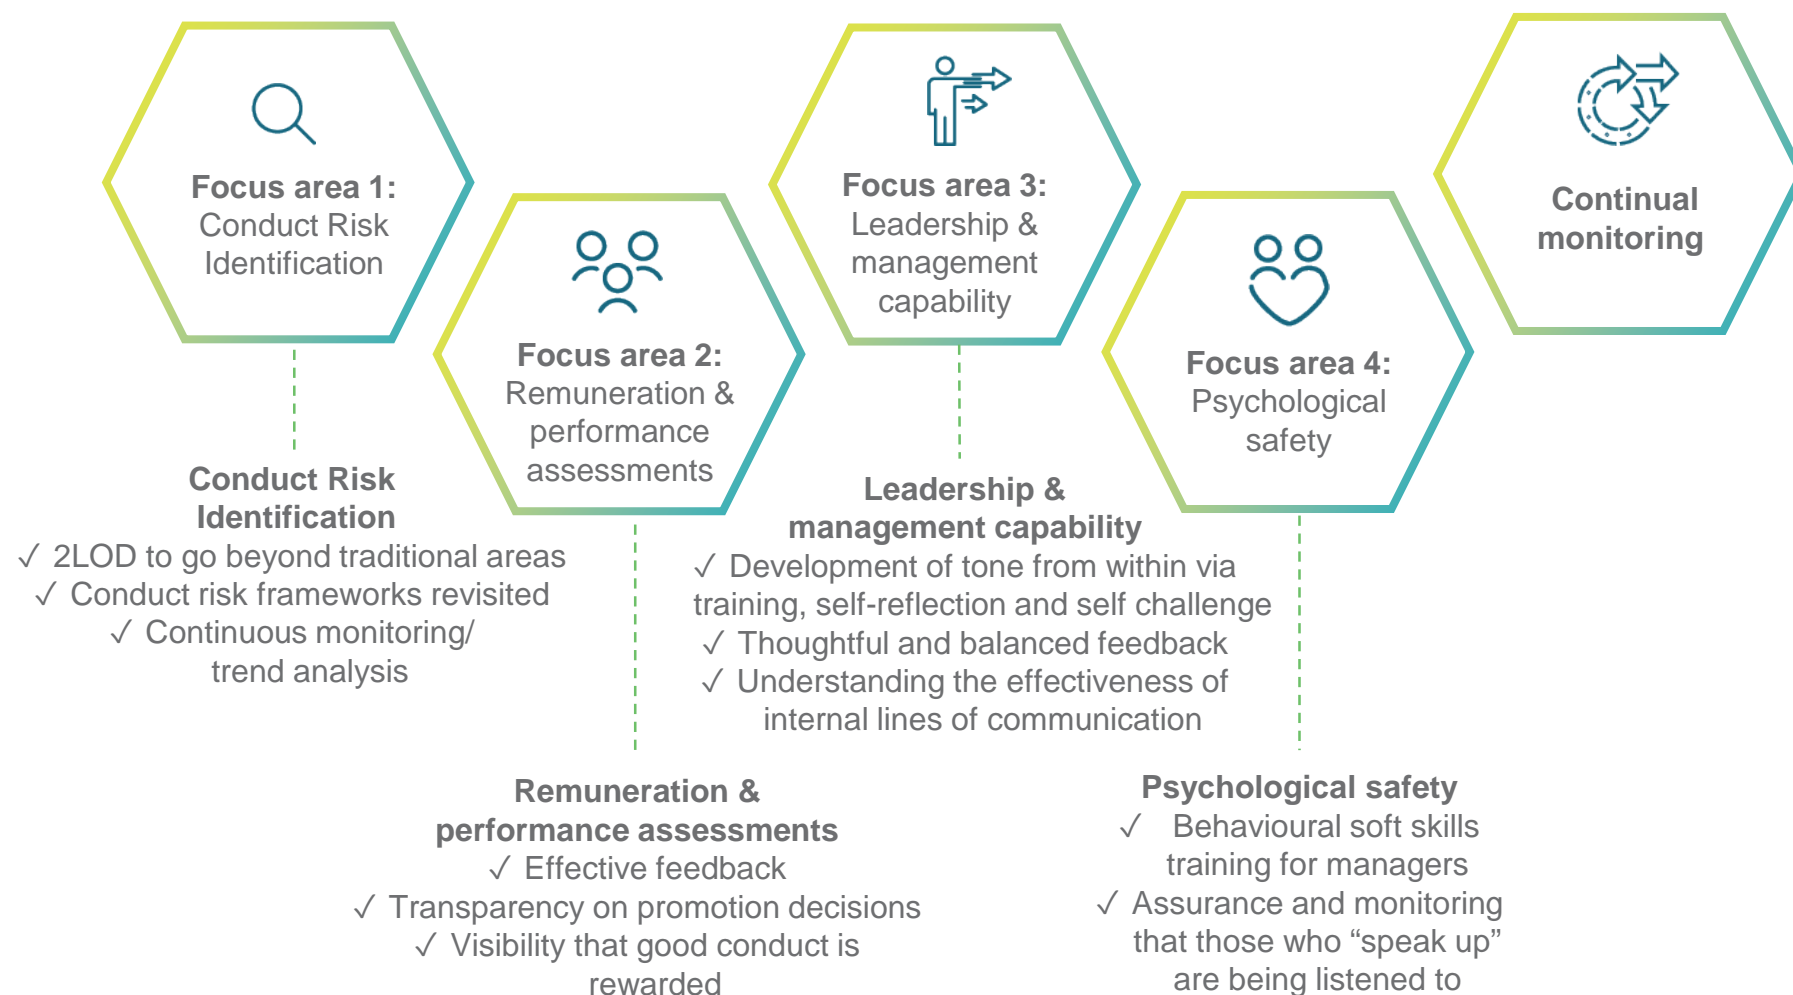 Focus area 1:
Conduct Risk
Identification
Focus area 2:
Remuneration &
performance
assessments
Focus area 3:
Leadership &
management
capability
Focus area 4:
Psychological
safety
Continual
monitoring
Conduct Risk
Identification
✓ 2LOD to go beyond traditional areas
✓ Conduct risk frameworks revisited
✓ Continuous monitoring/
trend analysis
Remuneration &
performance assessments
✓ Effective feedback
✓ Transparency on promotion decisions
✓ Visibility that good conduct is
rewarded
Leadership &
management capability
✓ Development of tone from within via
training, self-reflection and self challenge
✓ Thoughtful and balanced feedback
✓ Understanding the effectiveness of
internal lines of communication
Psychological safety
✓ Behavioural soft skills
training for managers
✓ Assurance and monitoring
that those who “speak up”
are being listened to